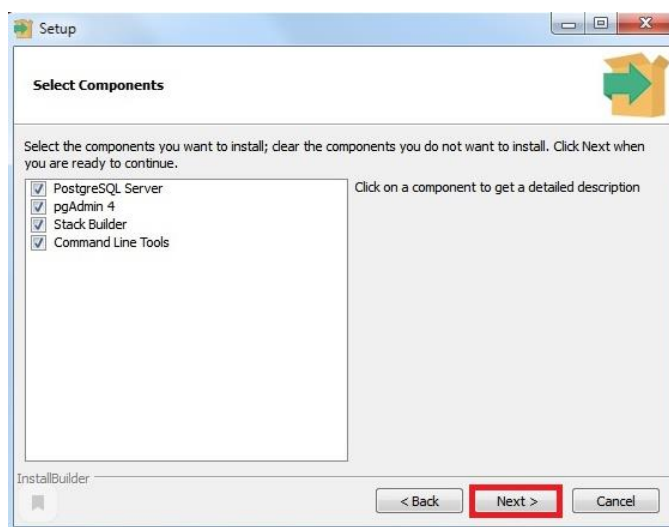 Setup
Select Components
Select the components you want to install; clear the components you do not want to install. Click Next when
you are ready to continue.
PostgreSQL Server
pgAdmin 4
Stack Builder
Command Line Tools
Click on a component to get a detailed description
InstallBuilder
< Back
Next >
Cancel